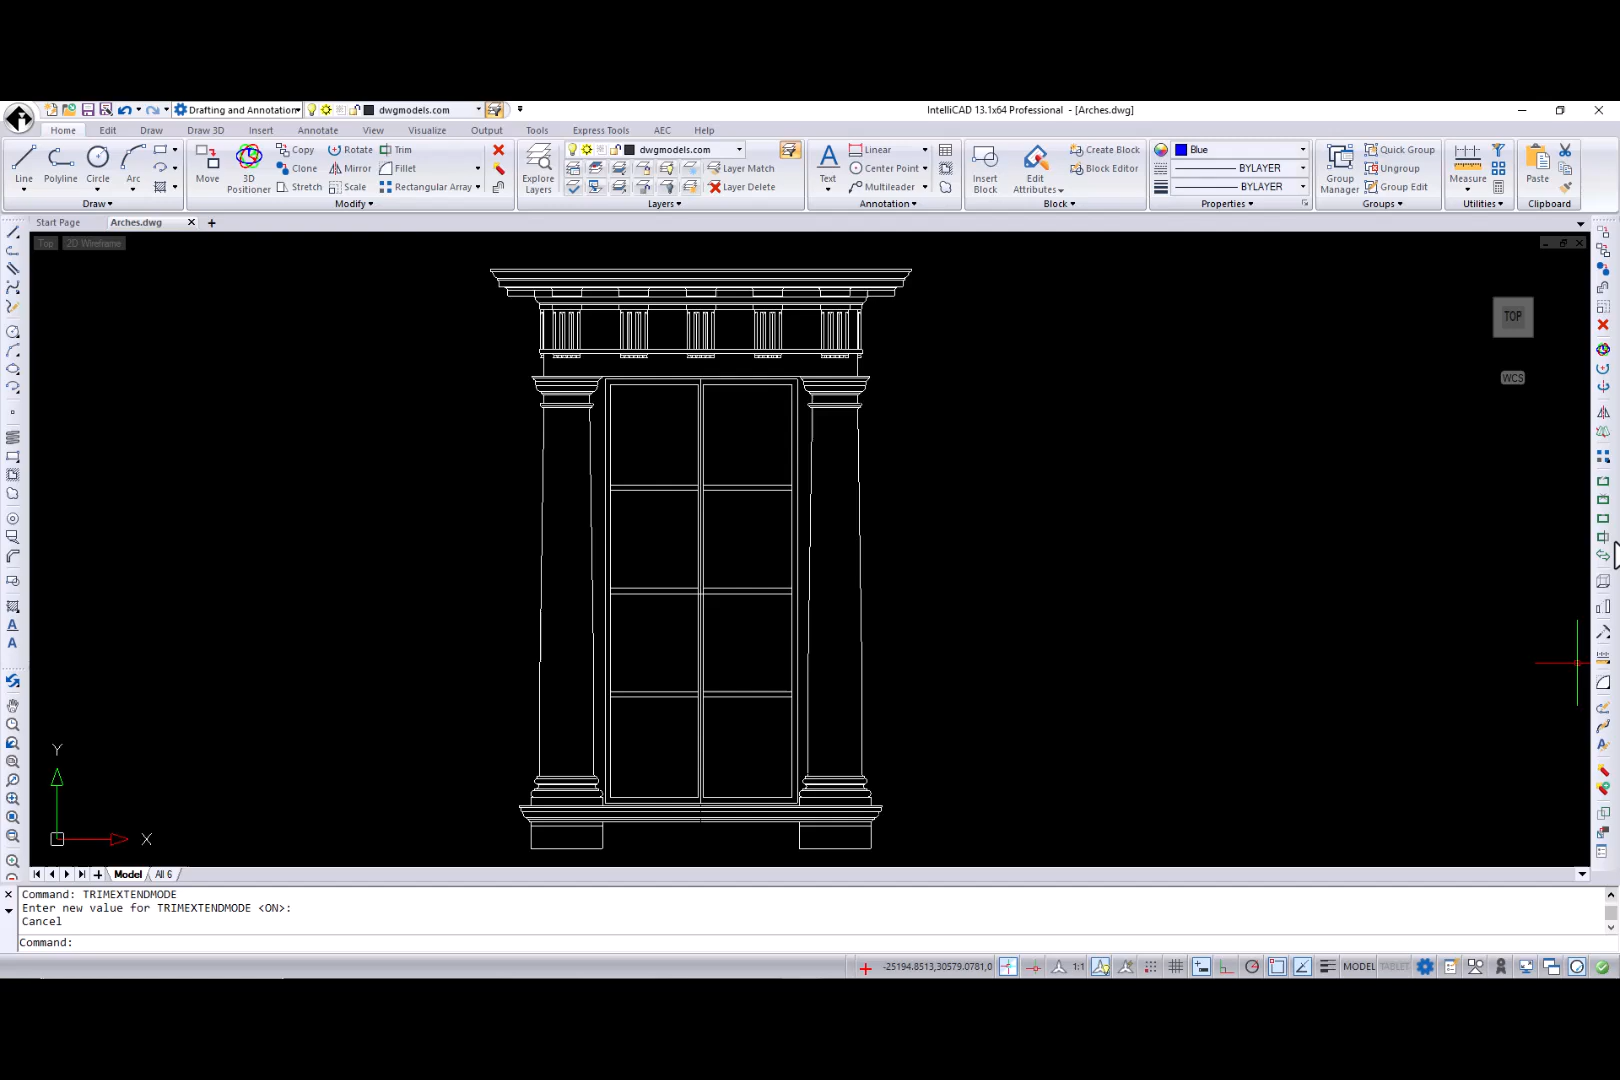 Drafting and Annotation
dwgmodels.com
IntelliCAD 13.1x64 Professional - [Arches.dwg]
Home Edit Draw Draw 3D Insert Annotate View Visualize Output Tools Express Tools AEC Help
Line
Polyline
Circle
Arc
Draw
Move
3D Positioner
Copy
Clone
Stretch
Rotate
Mirror
Scale
Trim
Fillet
Rectangular Array
Modify
Explore Layers
dwgmodels.com
Layer Match
Layer Delete
Layers
Text
Linear
Center Point
Multileader
Annotation
Insert Block
Edit Attributes
Create Block
Block Editor
Block
Blue
BYLAYER
BYLAYER
Properties
Group Manager
Quick Group
Ungroup
Group Edit
Groups
Measure
Utilities
Paste
Clipboard
Start Page
Arches.dwg
Top
2D Wireframe
TOP
WCS
Y
X
Model
All 6
Command: TRIMEXTENDMODE
Enter new value for TRIMEXTENDMODE <ON>:
Cancel
Command:
-25194.8513,30579.0781,0
1:1
MODEL
TABLET